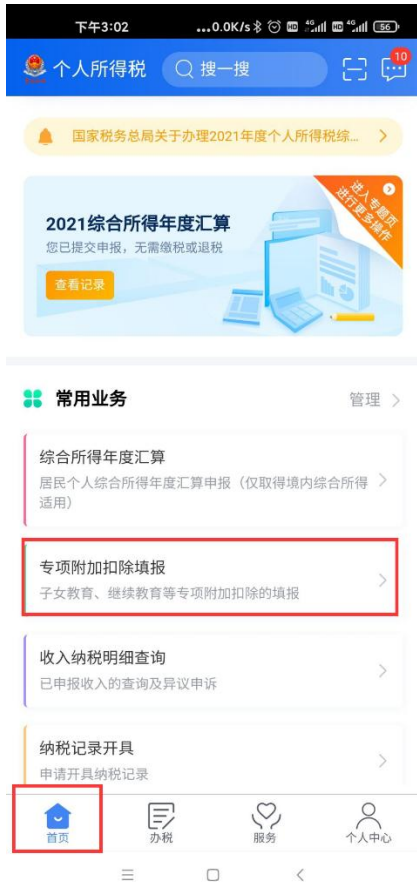 下午3:02
...0.0K/s HD 4G HD 4G 56
个人所得税
搜一搜
10
国家税务总局关于办理2021年度个人所得税综...
进入专题页
进行更多操作
2021综合所得年度汇算
您已提交申报，无需缴税或退税
查看记录
常用业务
管理
综合所得年度汇算
居民个人综合所得年度汇算申报（仅取得境内综合所得
适用）
专项附加扣除填报
子女教育、继续教育等专项附加扣除的填报
收入纳税明细查询
已申报收入的查询及异议申诉
纳税记录开具
申请开具纳税记录
首页
办税
服务
个人中心